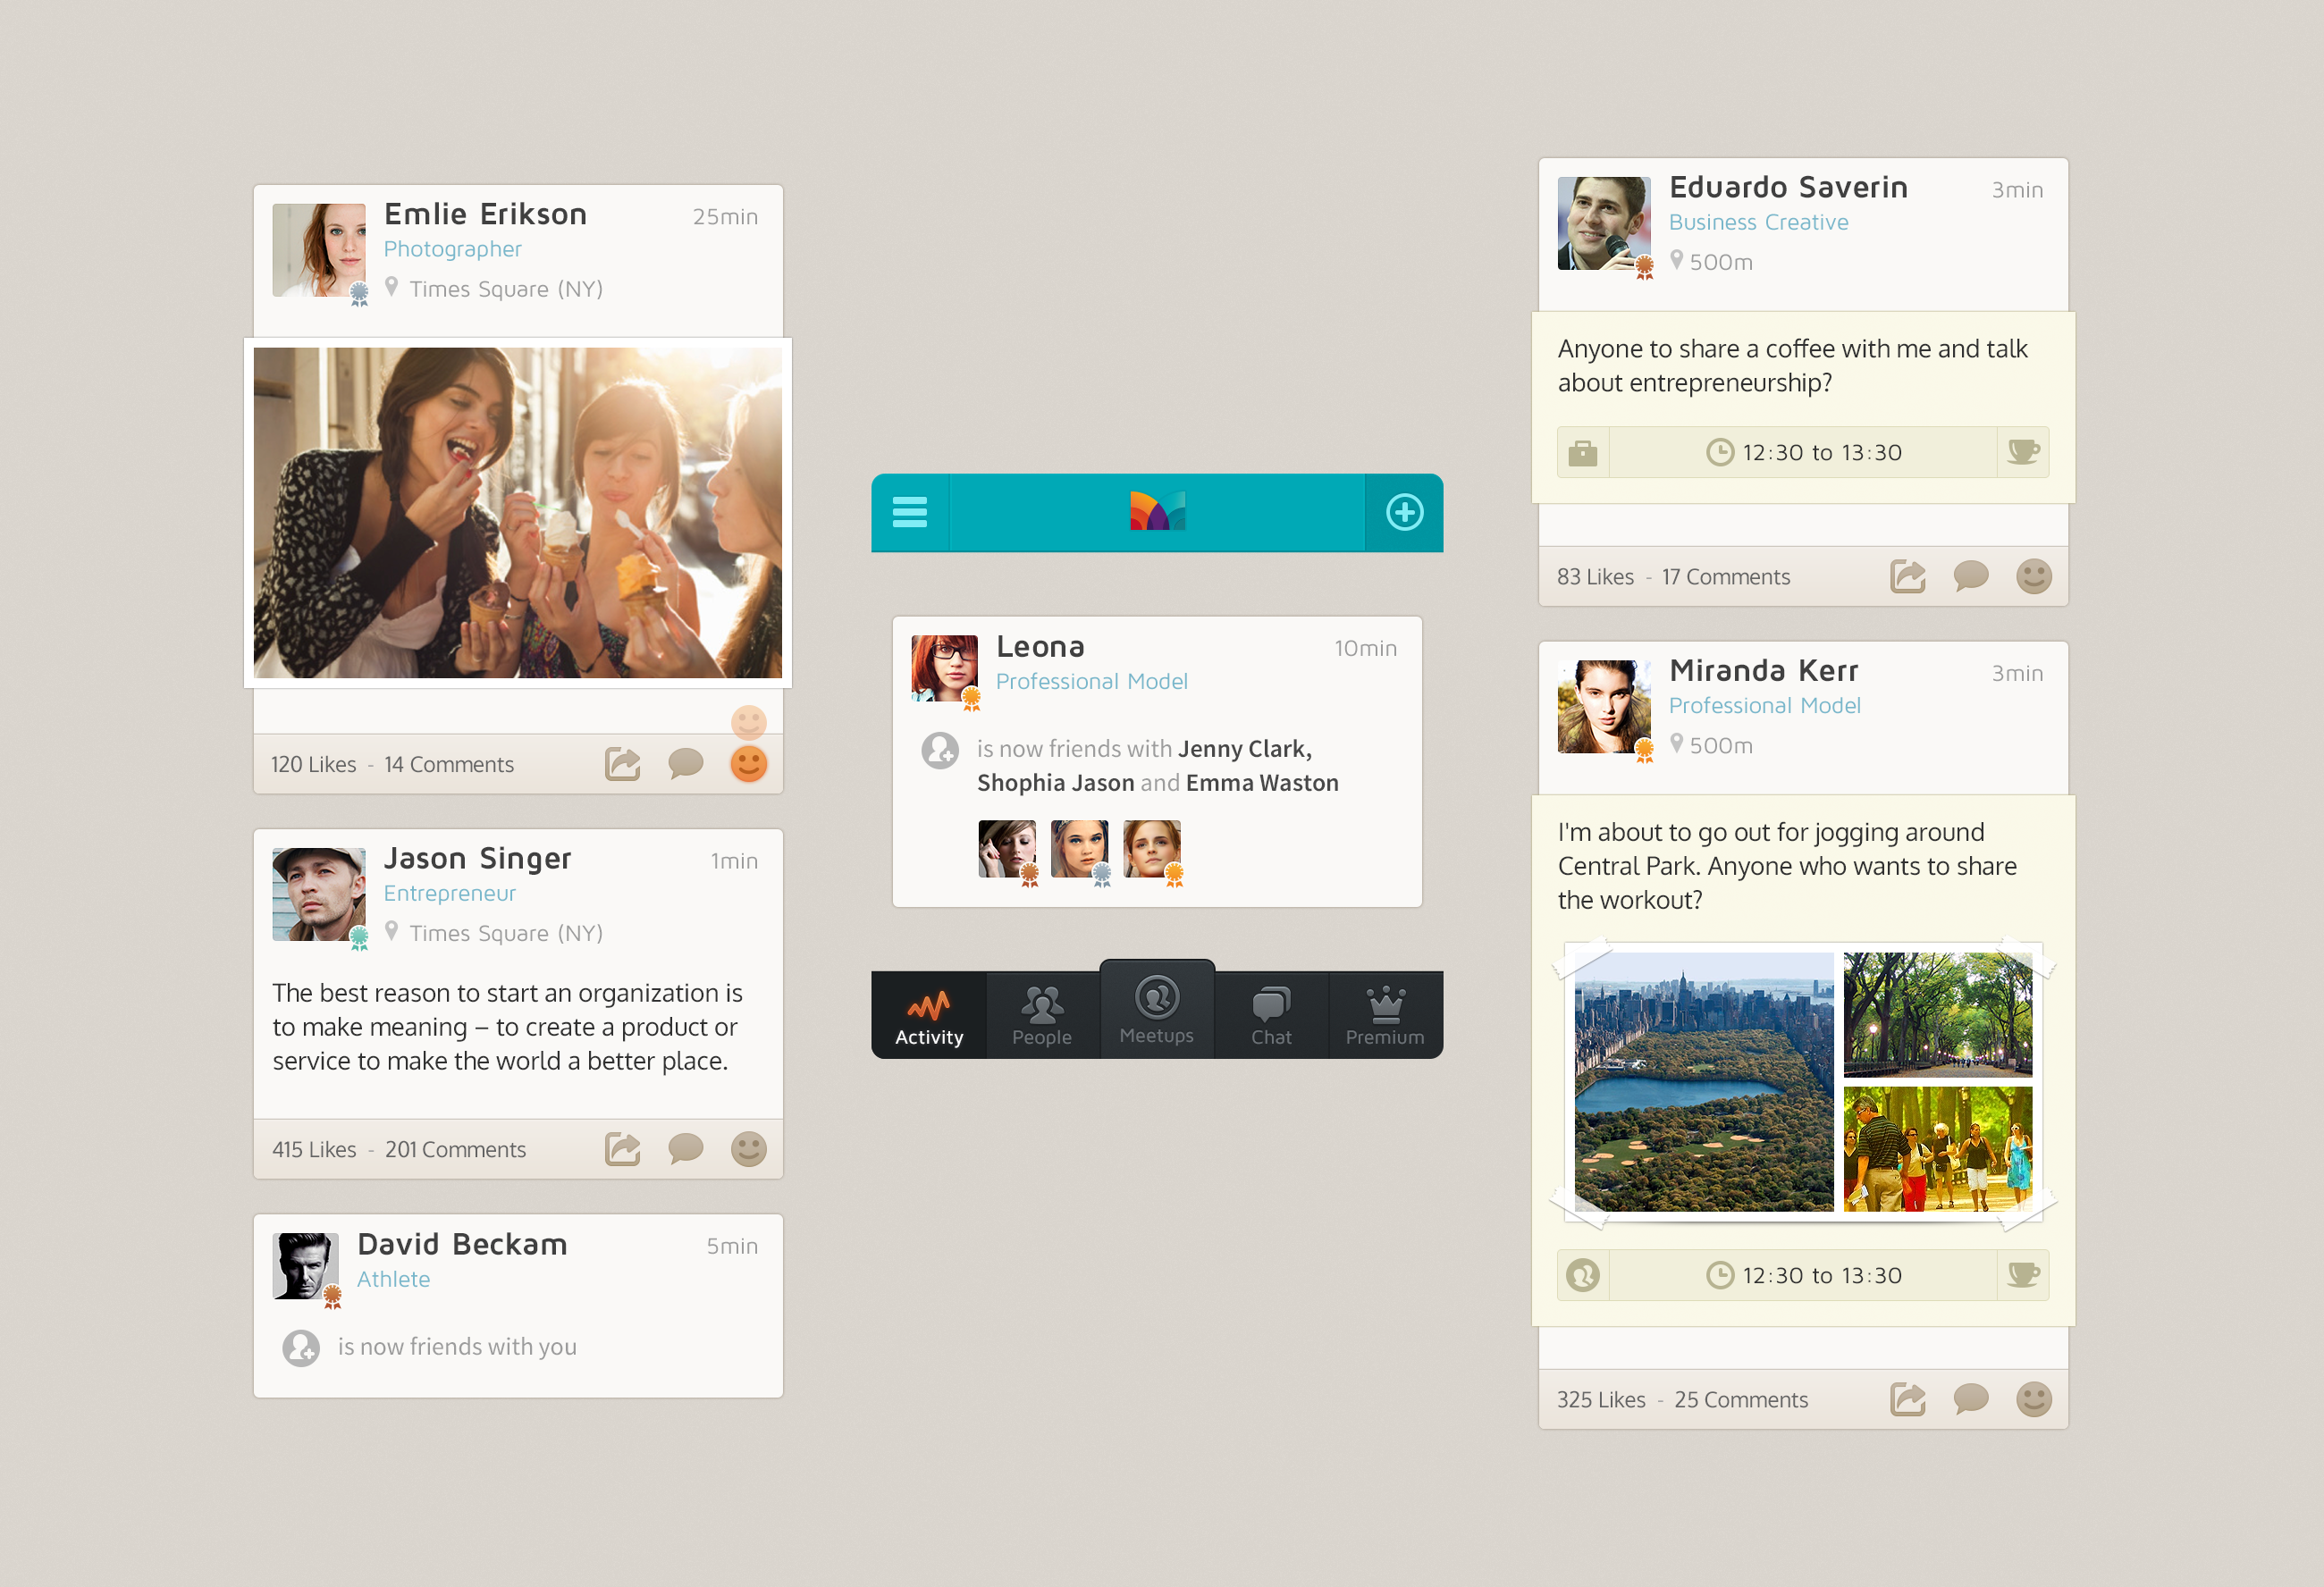 Emlie Erikson
25min
Photographer
Times Square (NY)
120 Likes - 14 Comments
Jason Singer
1min
Entrepreneur
Times Square (NY)
The best reason to start an organization is
to make meaning – to create a product or
service to make the world a better place.
415 Likes - 201 Comments
David Beckam
5min
Athlete
is now friends with you
Leona
10min
Professional Model
is now friends with Jenny Clark,
Shophia Jason and Emma Waston
Activity
People
Meetups
Chat
Premium
Eduardo Saverin
3min
Business Creative
500m
Anyone to share a coffee with me and talk
about entrepreneurship?
12:30 to 13:30
83 Likes - 17 Comments
Miranda Kerr
3min
Professional Model
500m
I'm about to go out for jogging around
Central Park. Anyone who wants to share
the workout?
12:30 to 13:30
325 Likes - 25 Comments